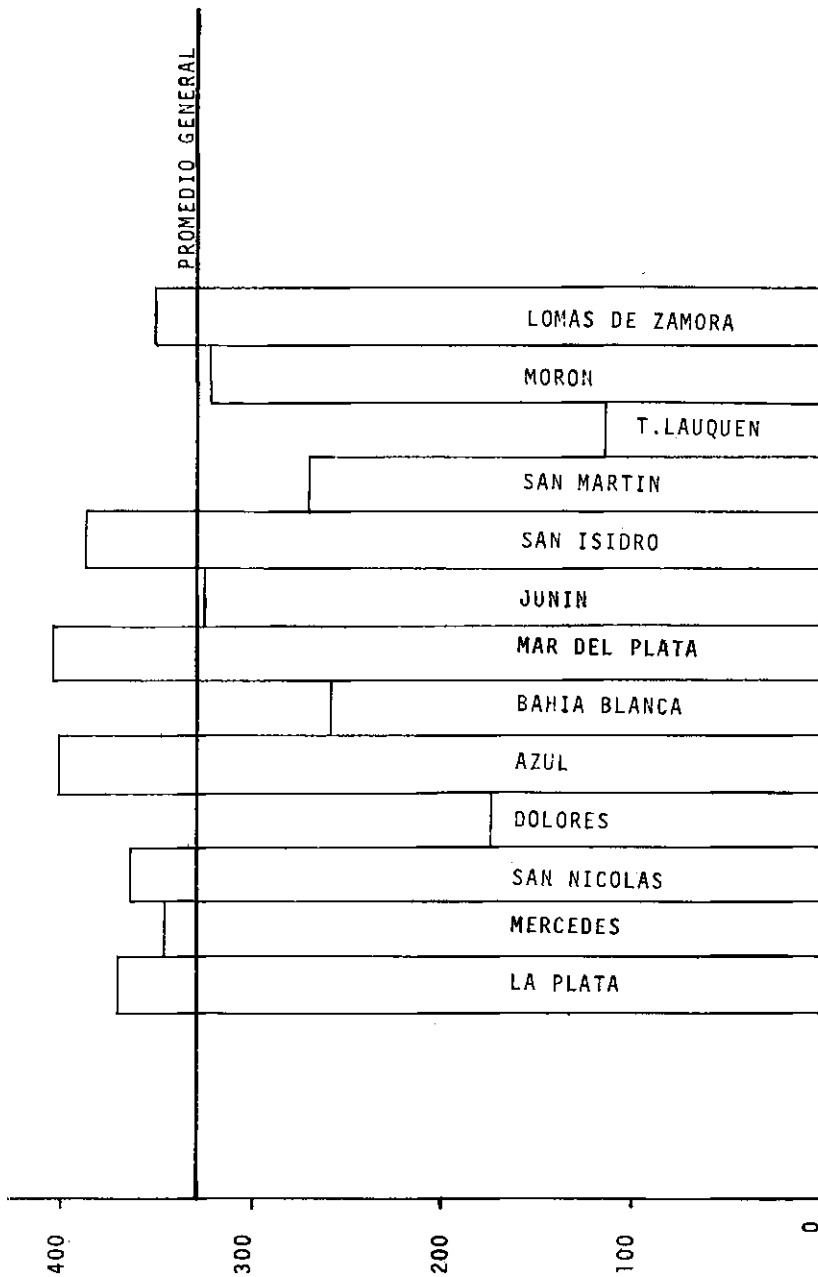 PROMEDIO GENERAL
LOMAS DE ZAMORA
MORON
T.LAUQUEN
SAN MARTIN
SAN ISIDRO
JUNIN
MAR DEL PLATA
BAHIA BLANCA
AZUL
DOLORES
SAN NICOLAS
MERCEDES
LA PLATA
400
300
200
100
0